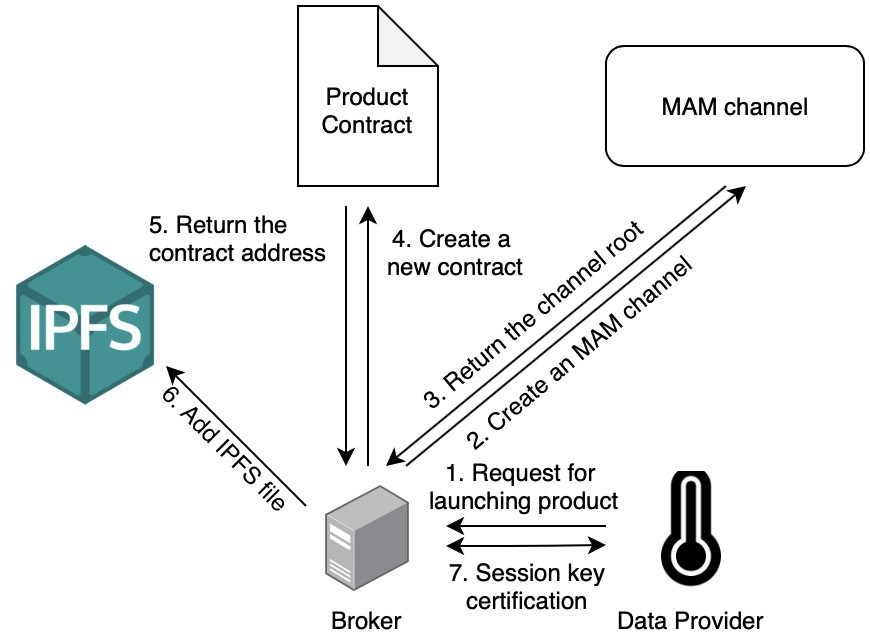 Product
Contract
MAM channel
5. Return the
contract address
4. Create a
new contract
3. Return the channel root
2. Create an MAM channel
IPFS
6. Add IPFS file
1. Request for
launching product
7. Session key
certification
Broker
Data Provider